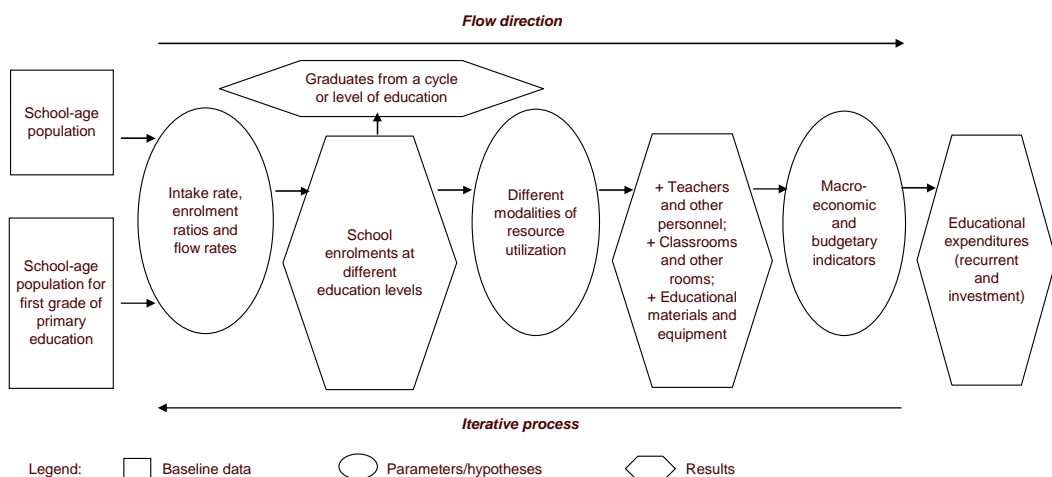 Flow direction
Graduates from a cycle
or level of education
School-age
population
School-age
population for
first grade of
primary
education
Intake rate,
enrolment
ratios and
flow rates
School
enrolments at
different
education levels
Different
modalities of
resource
utilization
+ Teachers
and other
personnel;
+ Classrooms
and other
rooms;
+ Educational
materials and
equipment
Macro-
economic
and
budgetary
indicators
Educational
expenditures
(recurrent
and
investment)
Iterative process
Legend:
Baseline data
Parameters/hypotheses
Results